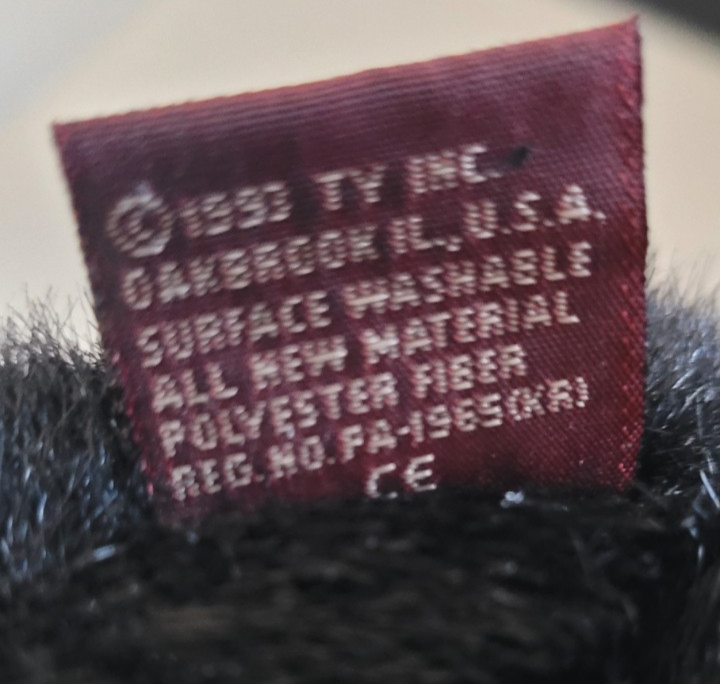 © 1993 TY INC.
OAKBROOK IL., U.S.A.
SURFACE WASHABLE
ALL NEW MATERIAL
POLYESTER FIBER
REG. NO. PA-1965(KR)
CE